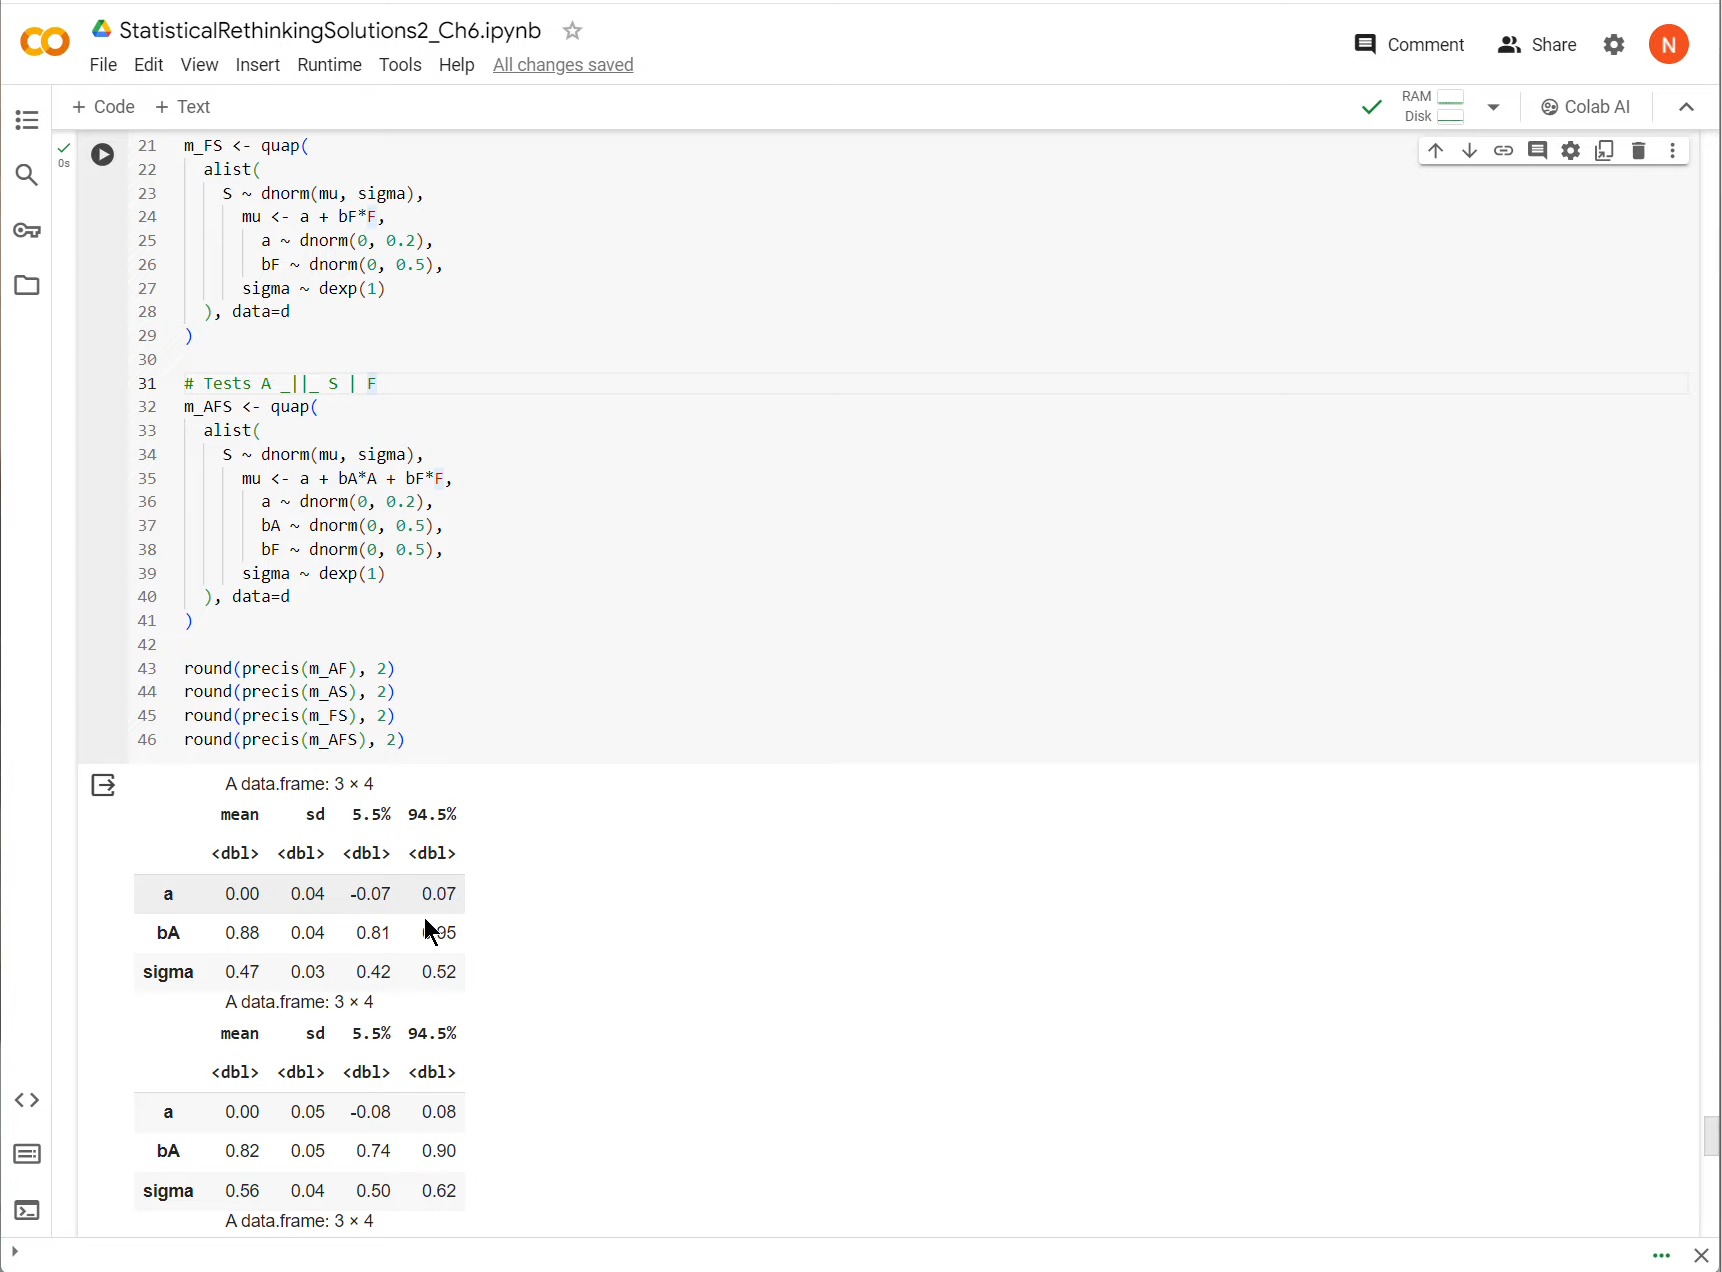 StatisticalRethinkingSolutions2_Ch6.ipynb
Comment
Share
N
File Edit View Insert Runtime Tools Help All changes saved
+ Code + Text
RAM
Disk
Colab AI
0s
21 m_FS <- quap(
22 alist(
23 S ~ dnorm(mu, sigma),
24 mu <- a + bF*F,
25 a ~ dnorm(0, 0.2),
26 bF ~ dnorm(0, 0.5),
27 sigma ~ dexp(1)
28 ), data=d
29 )
30
31 # Tests A _||_ S | F
32 m_AFS <- quap(
33 alist(
34 S ~ dnorm(mu, sigma),
35 mu <- a + bA*A + bF*F,
36 a ~ dnorm(0, 0.2),
37 bA ~ dnorm(0, 0.5),
38 bF ~ dnorm(0, 0.5),
39 sigma ~ dexp(1)
40 ), data=d
41 )
42
43 round(precis(m_AF), 2)
44 round(precis(m_AS), 2)
45 round(precis(m_FS), 2)
46 round(precis(m_AFS), 2)
A data.frame: 3 × 4
mean sd 5.5% 94.5%
<dbl> <dbl> <dbl> <dbl>
a 0.00 0.04 -0.07 0.07
bA 0.88 0.04 0.81
sigma 0.47 0.03 0.42 0.52
A data.frame: 3 × 4
mean sd 5.5% 94.5%
<dbl> <dbl> <dbl> <dbl>
a 0.00 0.05 -0.08 0.08
bA 0.82 0.05 0.74 0.90
sigma 0.56 0.04 0.50 0.62
A data.frame: 3 × 4